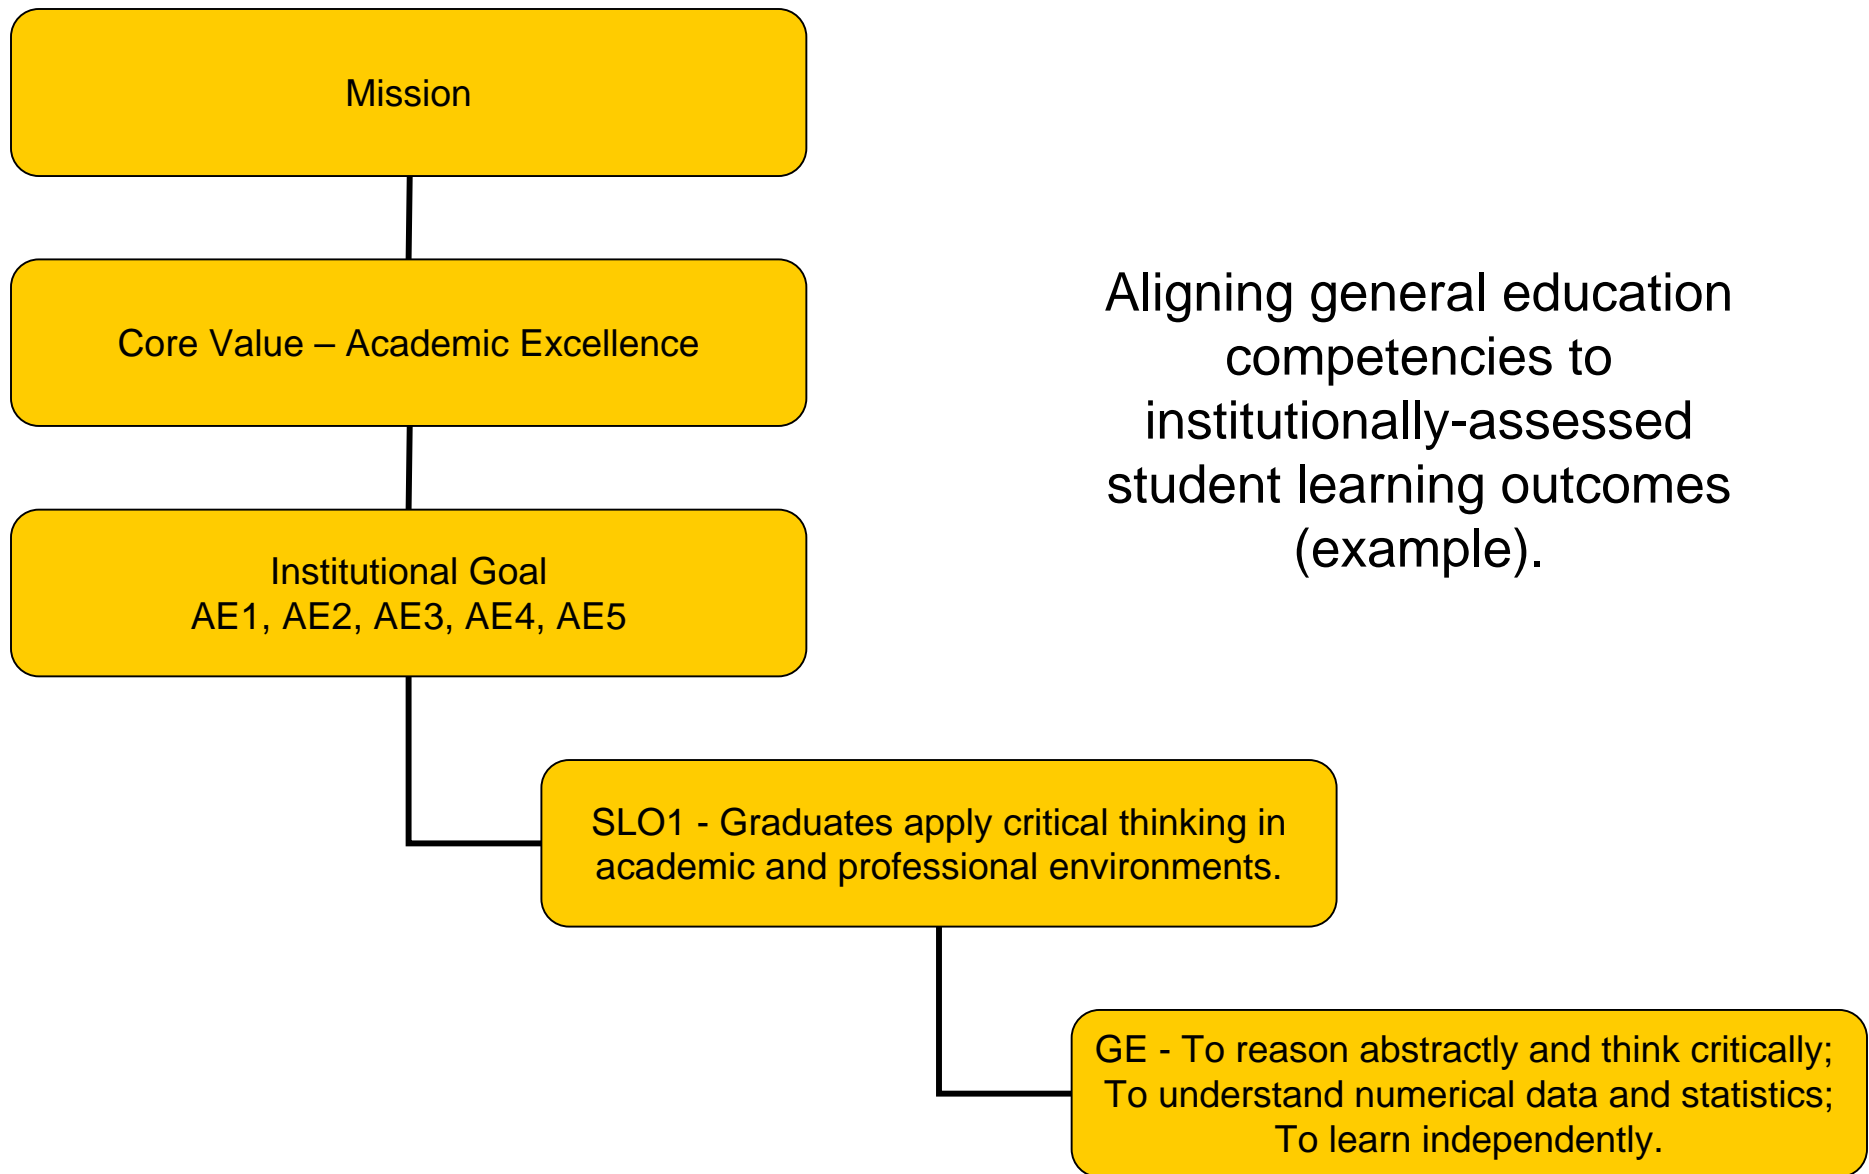 Mission
Core Value – Academic Excellence
Institutional Goal
AE1, AE2, AE3, AE4, AE5
Aligning general education
competencies to
institutionally-assessed
student learning outcomes
(example).
SLO1 - Graduates apply critical thinking in
academic and professional environments.
GE - To reason abstractly and think critically;
To understand numerical data and statistics;
To learn independently.